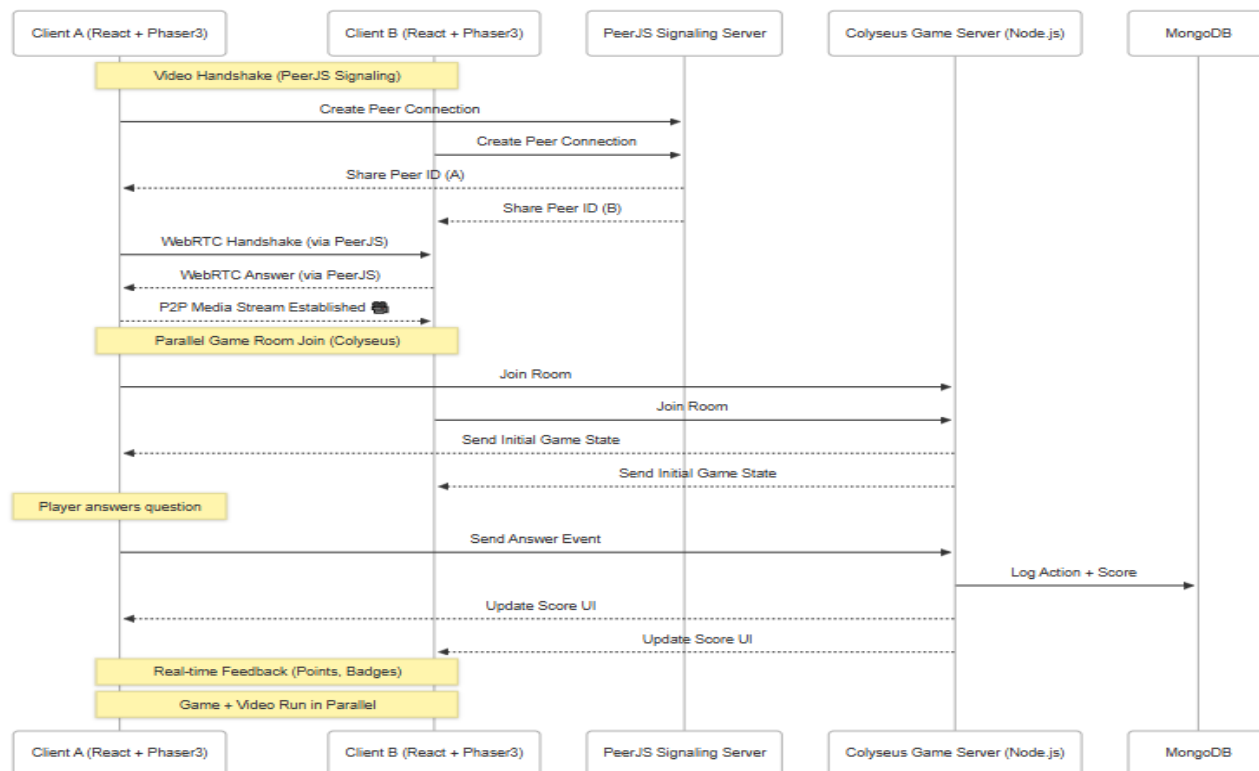 Client A (React + Phaser3)
Client B (React + Phaser3)
PeerJS Signaling Server
Colyseus Game Server (Node.js)
MongoDB
Video Handshake (PeerJS Signaling)
Create Peer Connection
Create Peer Connection
Share Peer ID (A)
Share Peer ID (B)
WebRTC Handshake (via PeerJS)
WebRTC Answer (via PeerJS)
P2P Media Stream Established
Parallel Game Room Join (Colyseus)
Join Room
Join Room
Send Initial Game State
Send Initial Game State
Player answers question
Send Answer Event
Log Action + Score
Update Score UI
Update Score UI
Real-time Feedback (Points, Badges)
Game + Video Run in Parallel
Client A (React + Phaser3)
Client B (React + Phaser3)
PeerJS Signaling Server
Colyseus Game Server (Node.js)
MongoDB